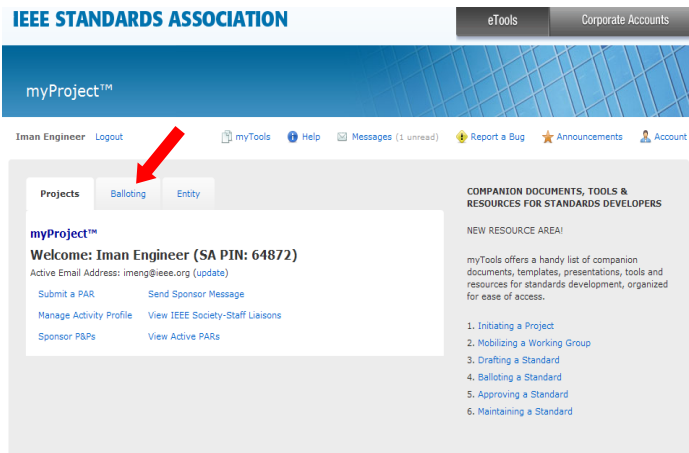 IEEE STANDARDS ASSOCIATION
eTools
Corporate Accounts
myProject™
Iman Engineer Logout
myTools
Help
Messages (1 unread)
Report a Bug
Announcements
Account
Projects
Balloting
Entity
myProject™
Welcome: Iman Engineer (SA PIN: 64872)
Active Email Address: imeng@ieee.org (update)
Submit a PAR
Send Sponsor Message
Manage Activity Profile
View IEEE Society-Staff Liaisons
Sponsor P&Ps
View Active PARs
COMPANION DOCUMENTS, TOOLS &
RESOURCES FOR STANDARDS DEVELOPERS
NEW RESOURCE AREA!
myTools offers a handy list of companion
documents, templates, presentations, tools and
resources for standards development, organized
for ease of access.
1. Initiating a Project
2. Mobilizing a Working Group
3. Drafting a Standard
4. Balloting a Standard
5. Approving a Standard
6. Maintaining a Standard